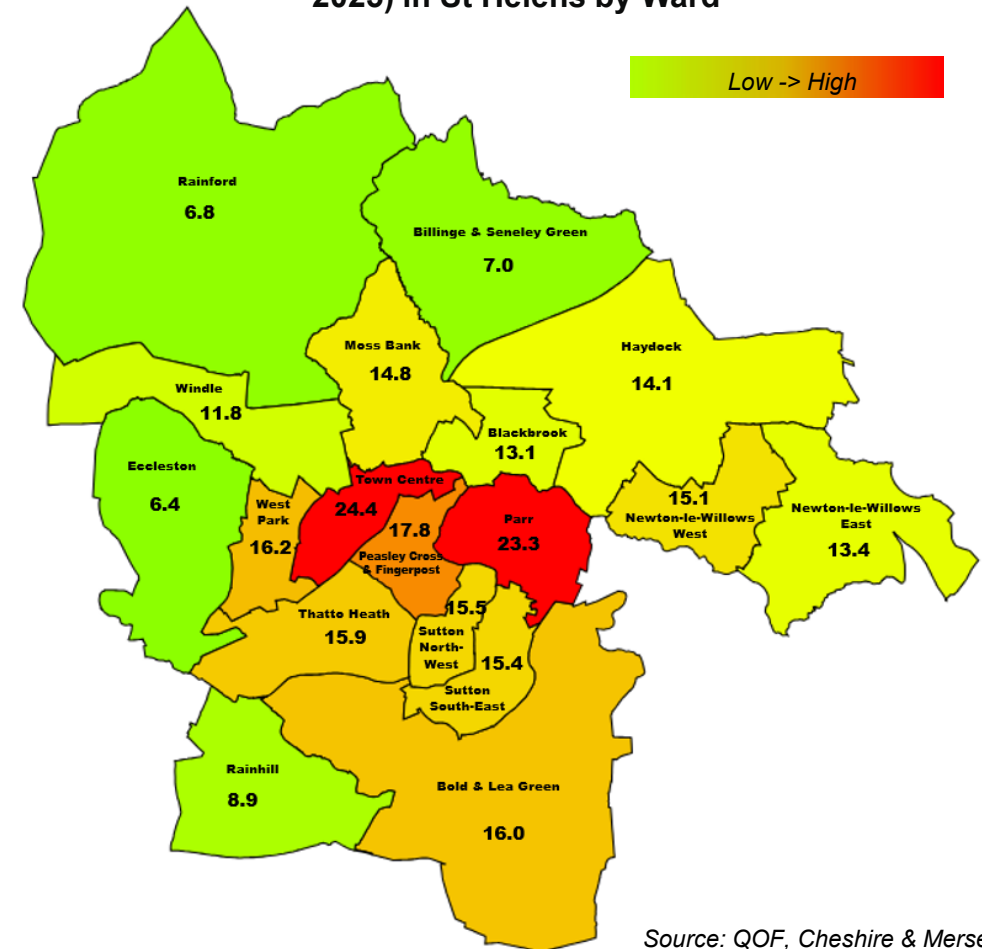 2025) in St Helens by Ward
Low -> High
Rainford
6.8
Billinge & Seneley Green
7.0
Moss Bank
14.8
Haydock
14.1
Windle
11.8
Blackbrook
13.1
Eccleston
6.4
Town Centre
24.4
West
Park
16.2
17.8
Peasley Cross
& Fingerpost
Parr
23.3
15.1
Newton-le-Willows
West
Newton-le-Willows
East
13.4
Thatto Heath
15.9
15.5
Sutton
North-
West
15.4
Sutton
South-East
Rainhill
8.9
Bold & Lea Green
16.0
Source: QOF, Cheshire & Merse